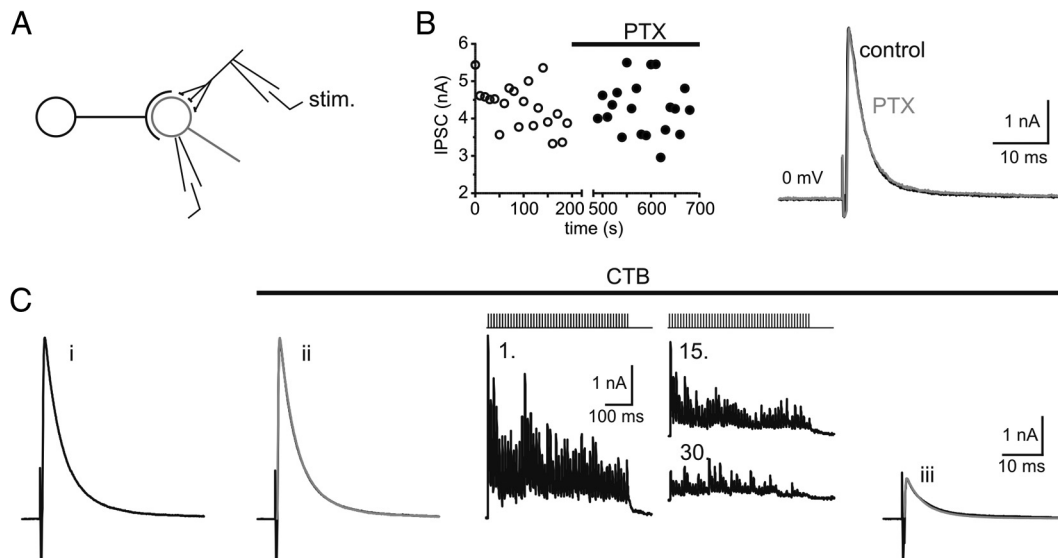 A
stim.
B
PTX
IPSC (nA)
6
5
4
3
2
0
100
200
500
600
700
time (s)
control
PTX
0 mV
1 nA
10 ms
C
CTB
i
ii
1.
1 nA
100 ms
15.
30.
1 nA
10 ms
iii